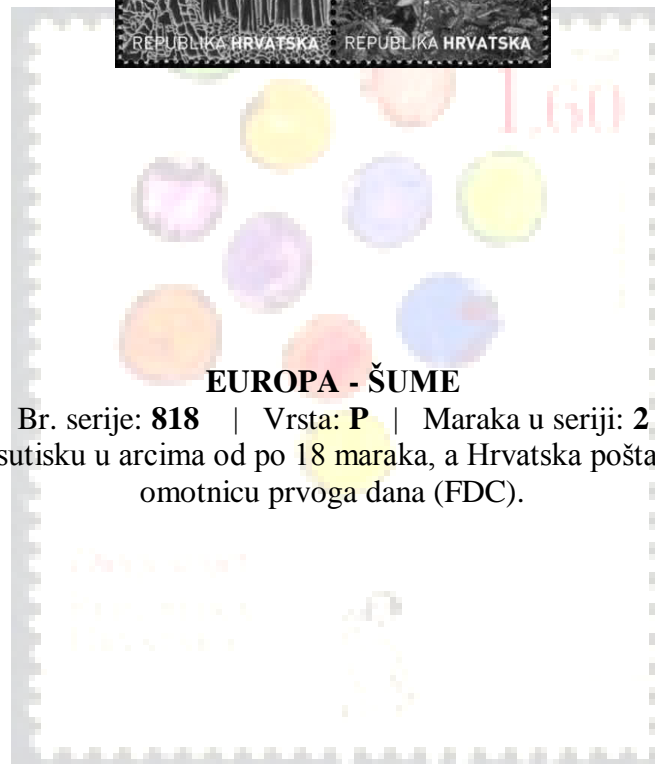 REPUBLIKA HRVATSKA REPUBLIKA HRVATSKA
1,60
EUROPA - ŠUME
Br. serije: 818 | Vrsta: P | Maraka u seriji: 2
sutisku u arcima od po 18 maraka, a Hrvatska pošta
omotnicu prvoga dana (FDC).